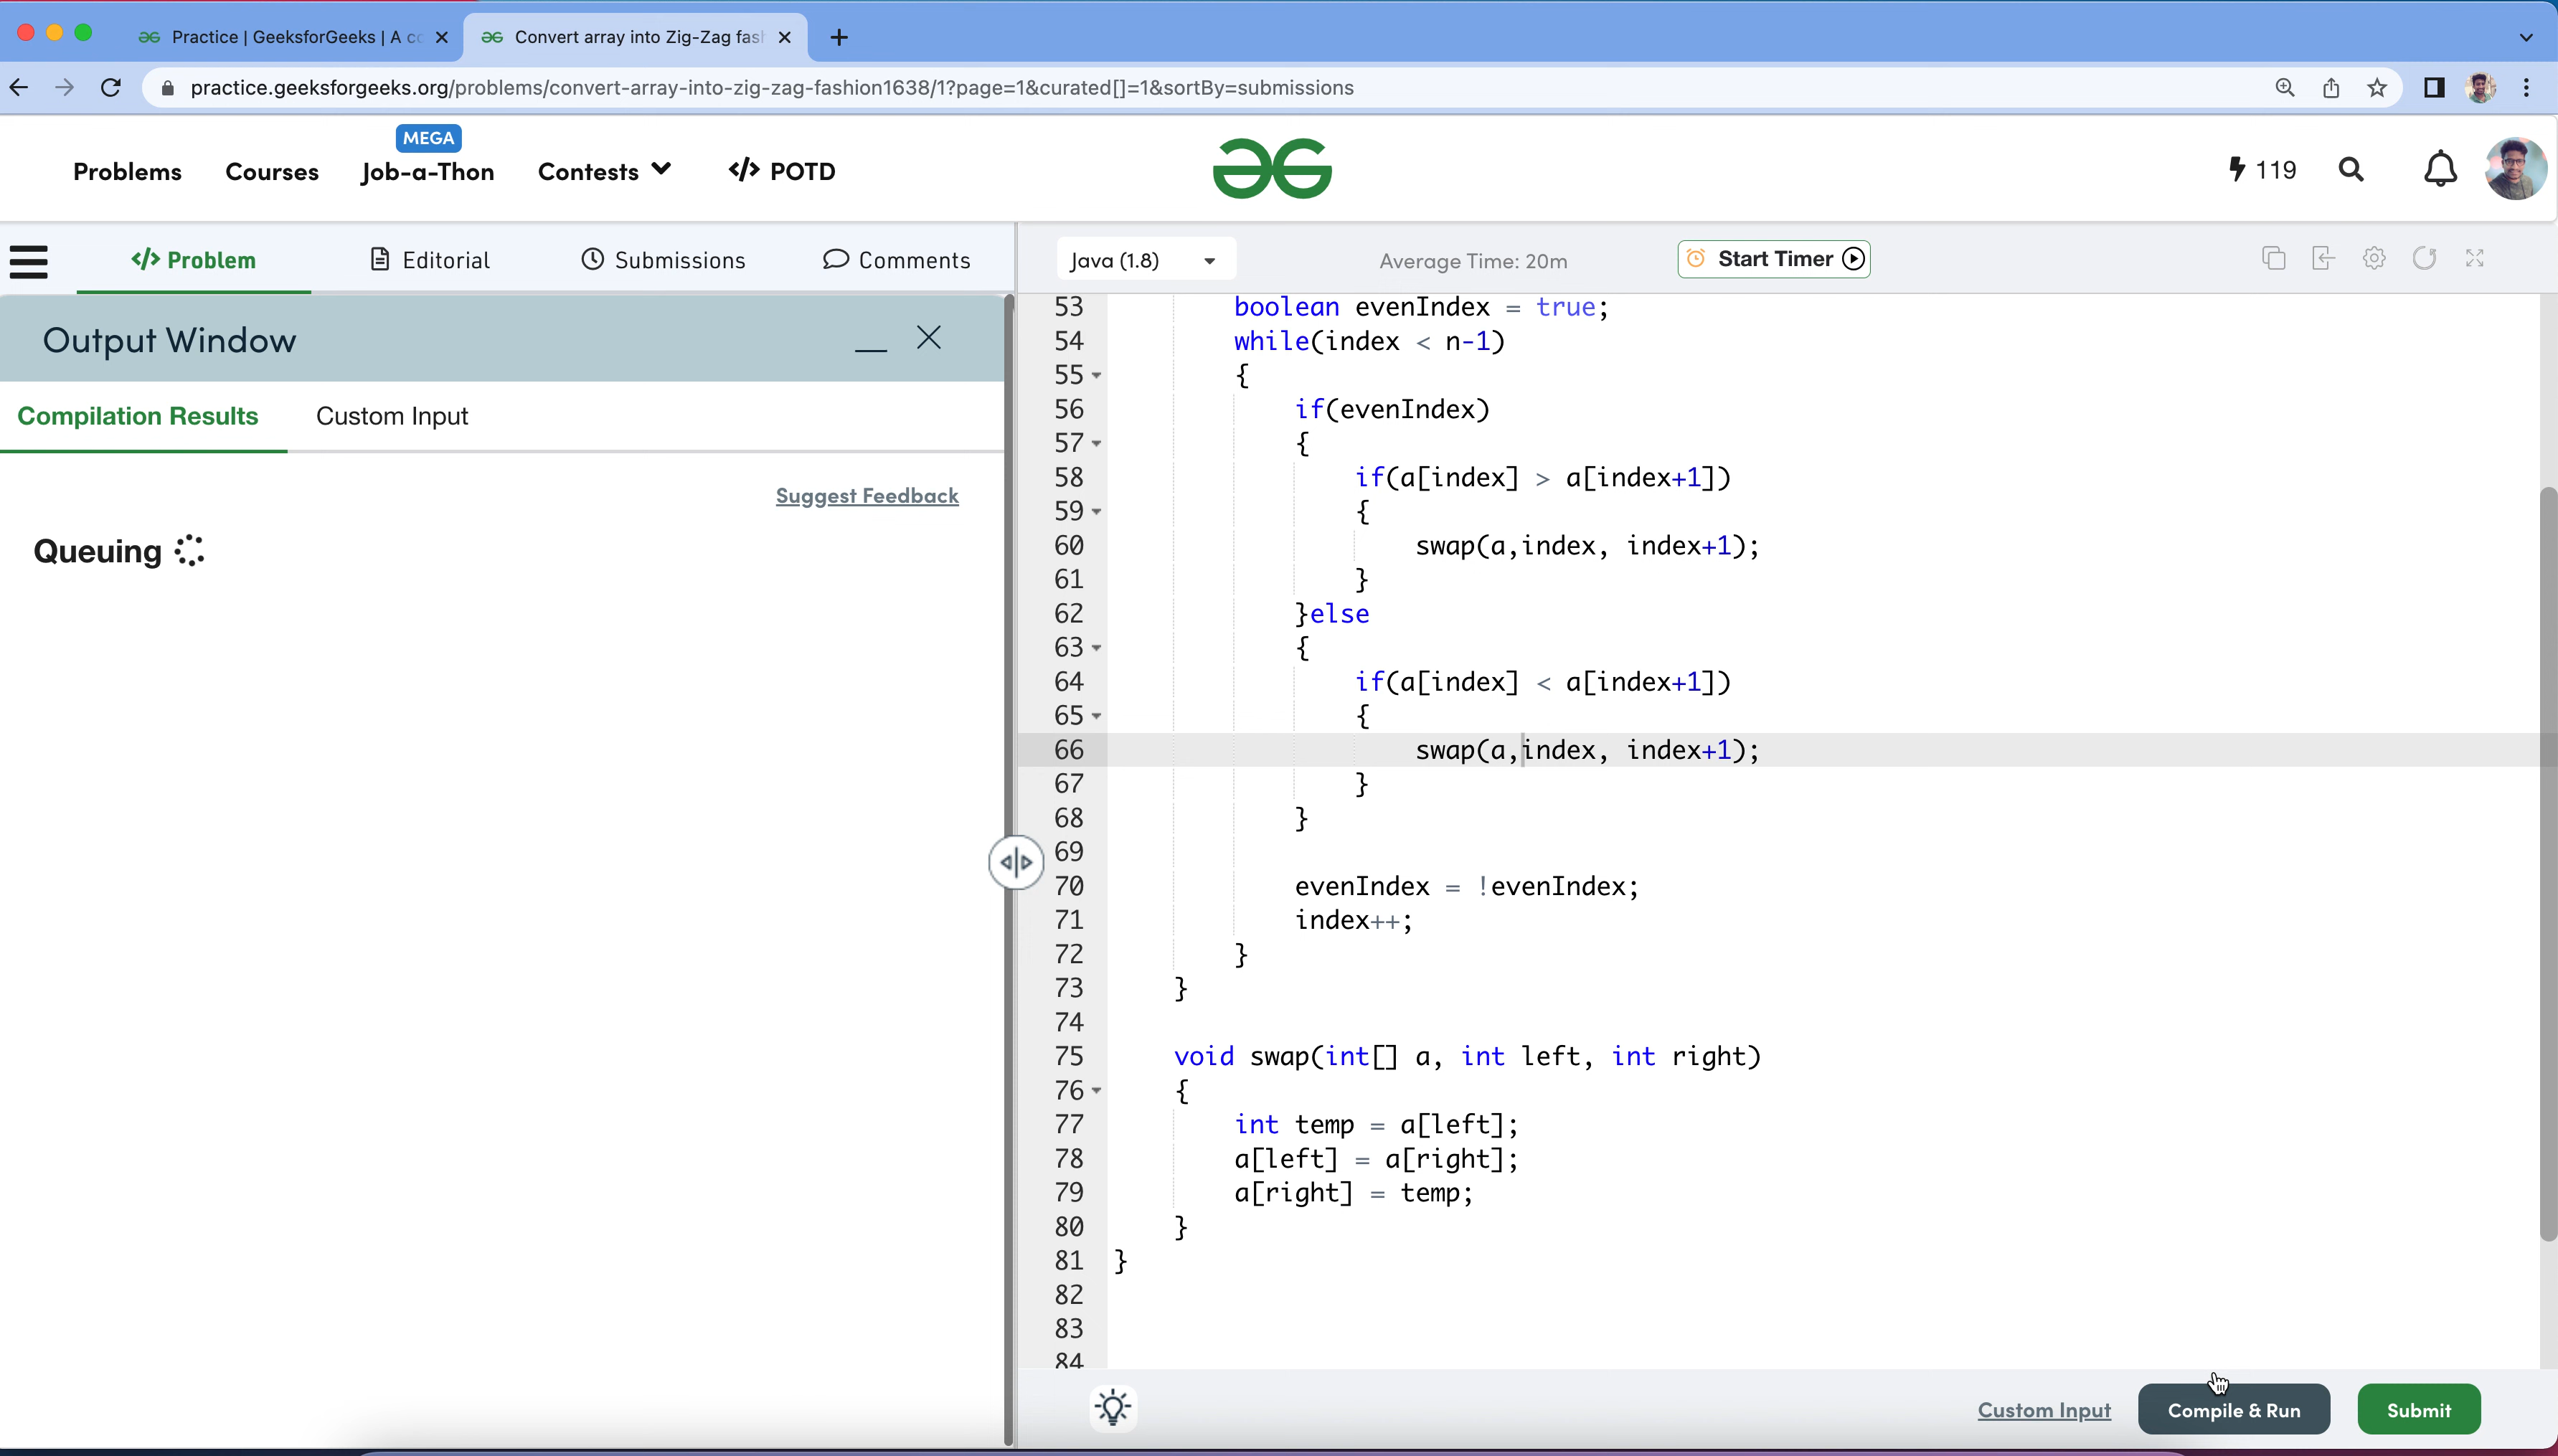 Practice | GeeksforGeeks | A co
Convert array into Zig-Zag fash
practice.geeksforgeeks.org/problems/convert-array-into-zig-zag-fashion1638/1?page=1&curated[]=1&sortBy=submissions
MEGA
Problems Courses Job-a-Thon Contests </> POTD 119
</> Problem Editorial Submissions Comments
Java (1.8) Average Time: 20m Start Timer
Output Window
Compilation Results Custom Input
Suggest Feedback
Queuing
53 boolean evenIndex = true;
54 while(index < n-1)
55 {
56 if(evenIndex)
57 {
58 if(a[index] > a[index+1])
59 {
60 swap(a,index, index+1);
61 }
62 }else
63 {
64 if(a[index] < a[index+1])
65 {
66 swap(a,index, index+1);
67 }
68 }
69
70 evenIndex = !evenIndex;
71 index++;
72 }
73 }
74
75 void swap(int[] a, int left, int right)
76 {
77 int temp = a[left];
78 a[left] = a[right];
79 a[right] = temp;
80 }
81 }
82
83
84
Custom Input Compile & Run Submit